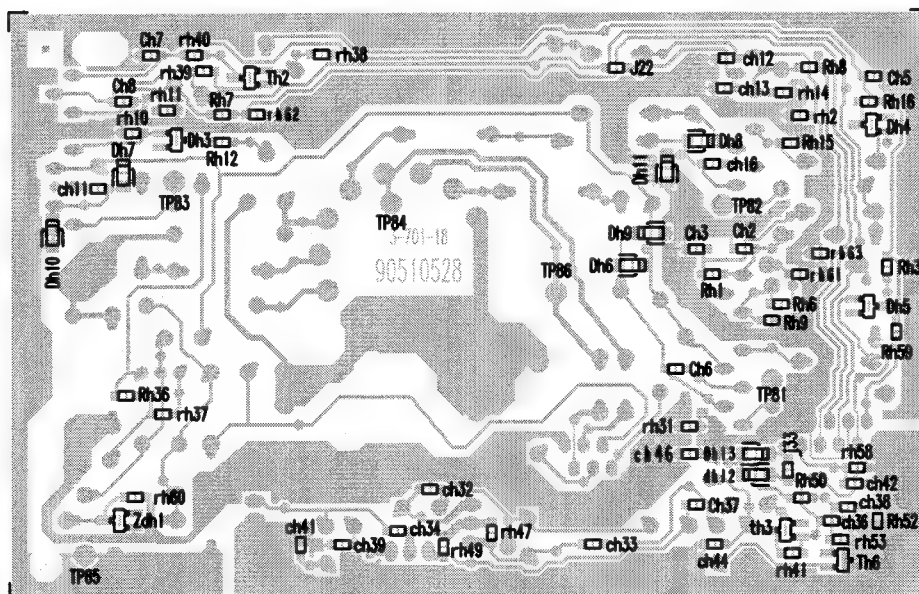 Ch7
rh40
rh38
rh39
Th2
J22
ch12
Rh8
Ch5
ch13
rh14
Ch8
rh11
Rh7
rh62
Rh16
rh2
Dh4
rh10
Dh3
Rh12
Dh8
Rh15
Dh7
Dh11
ch16
ch11
TP83
TP84
TP82
S-701-18
Dh9
Ch3
Ch2
Dh10
90510528
TP86
Dh6
rh63
Rh3
Rh1
rh61
Rh6
Dh5
Rh9
Rh59
Ch6
Rh36
TP81
rh37
rh31
ch46
Dh13
J33
rh58
dh12
ch42
rh60
ch32
Rh50
Ch37
ch38
Zdh1
ch41
ch34
rh47
th3
ch36
Rh52
ch39
rh49
ch33
ch44
rh53
rh41
Th6
TP85